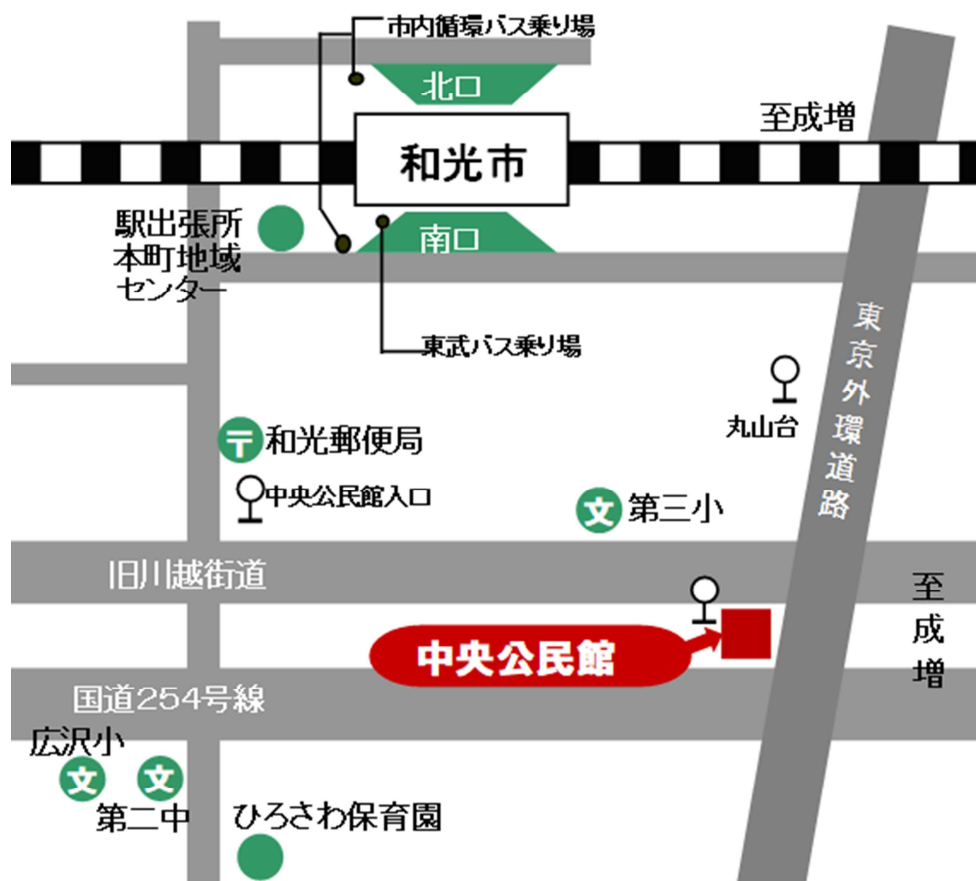 市内循環バス乗り場
北口
至成増
和光市
駅出張所
本町地域
センター
南口
東武バス乗り場
東京外環道路
丸山台
〒和光郵便局
中央公民館入口
文 第三小
旧川越街道
至成増
中央公民館
国道254号線
広沢小
文 文
第二中
ひろさわ保育園